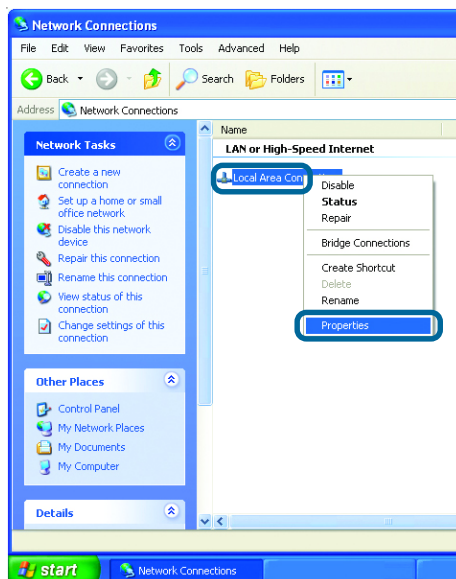 Network Connections
File Edit View Favorites Tools Advanced Help
Back Search Folders
Address Network Connections
Network Tasks
Create a new
connection
Set up a home or small
office network
Disable this network
device
Repair this connection
Rename this connection
View status of this
connection
Change settings of this
connection
Other Places
Control Panel
My Network Places
My Documents
My Computer
Details
Name
LAN or High-Speed Internet
Local Area Con
Disable
Status
Repair
Bridge Connections
Create Shortcut
Delete
Rename
Properties
start Network Connections